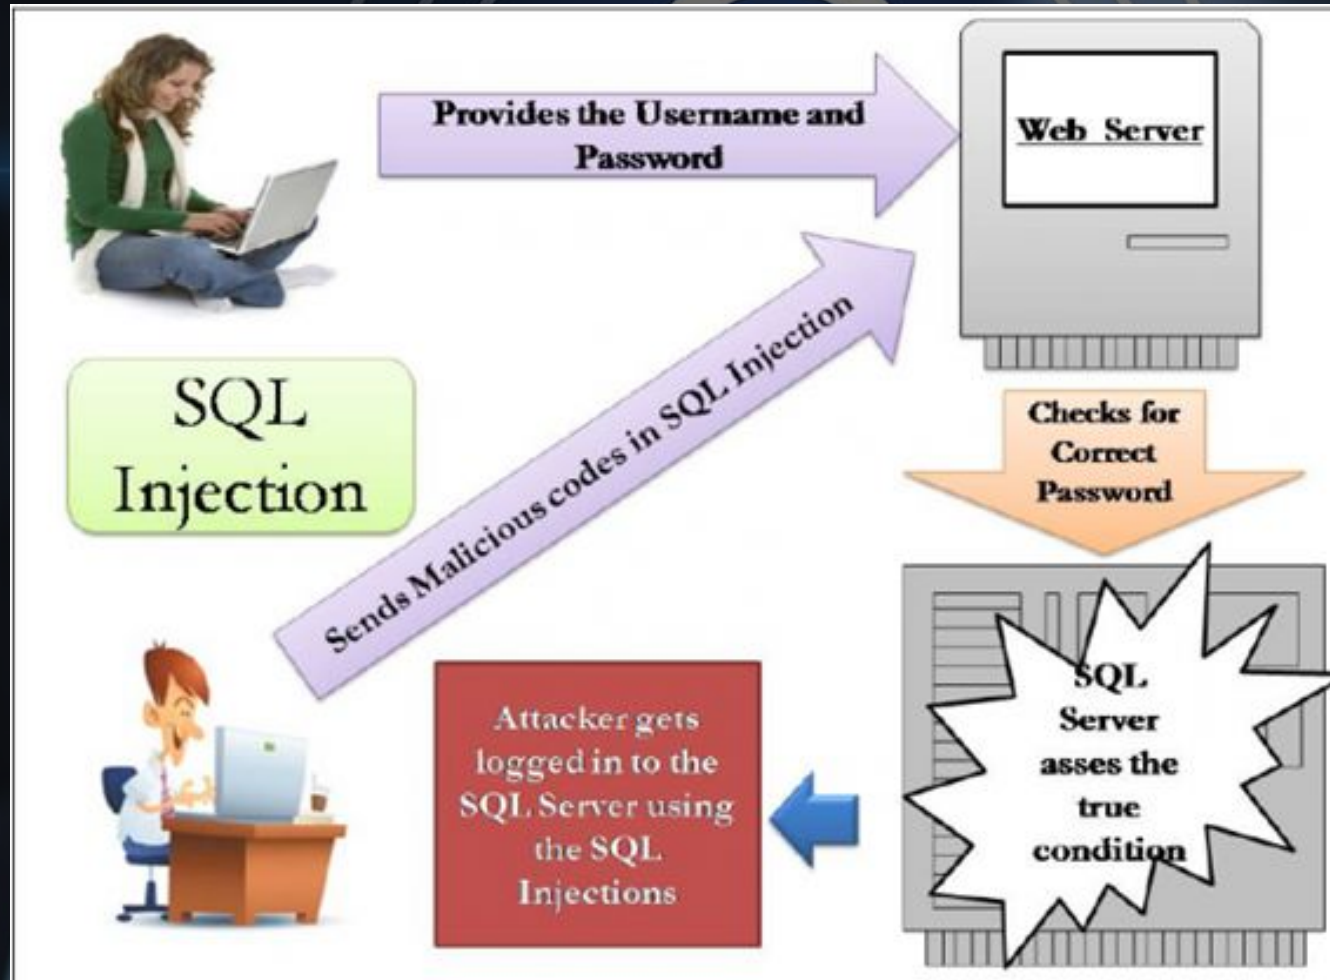 Provides the Username and
Password
Web Server
SQL
Injection
Sends Malicious codes in SQL Injection
Checks for
Correct
Password
SQL
Server
asses the
true
condition
Attacker gets
logged in to the
SQL Server using
the SQL
Injections